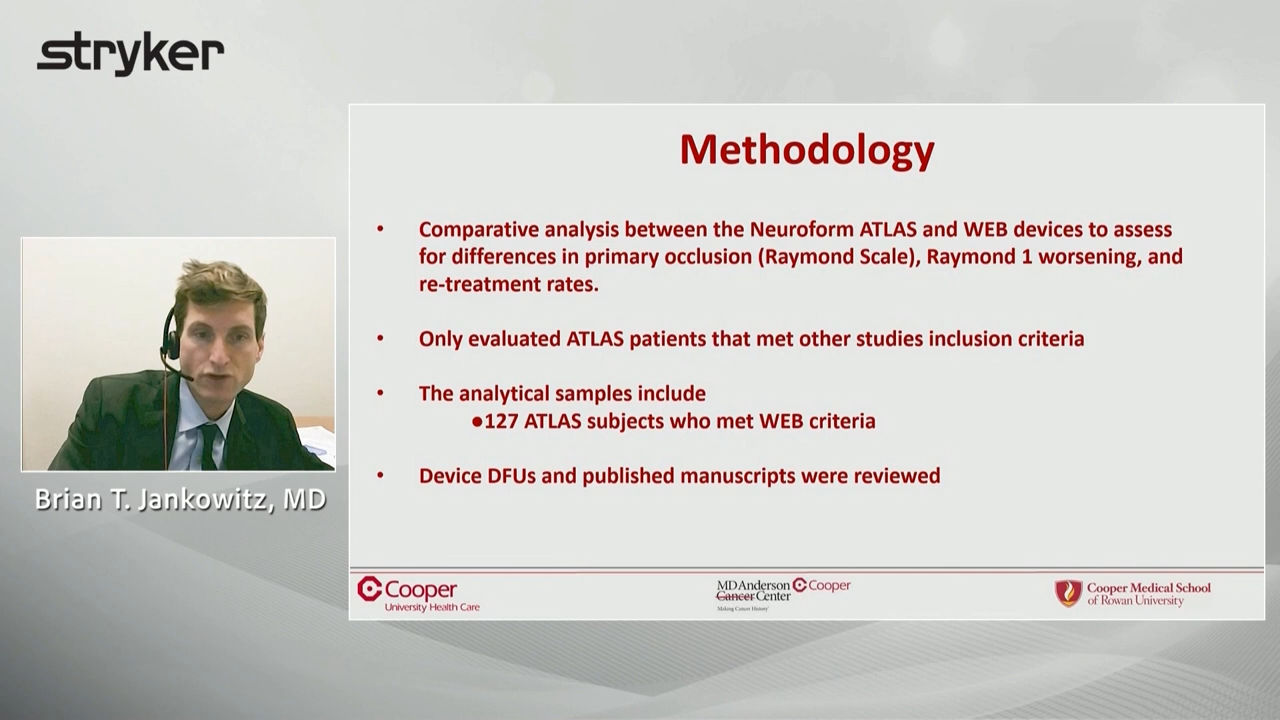 stryker
Methodology
• Comparative analysis between the Neuroform ATLAS and WEB devices to assess
for differences in primary occlusion (Raymond Scale), Raymond 1 worsening, and
re-treatment rates.
• Only evaluated ATLAS patients that met other studies inclusion criteria
• The analytical samples include
●127 ATLAS subjects who met WEB criteria
• Device DFUs and published manuscripts were reviewed
Brian T. Jankowitz, MD
Cooper
University Health Care
MD Anderson Cooper
Cancer Center
Making Cancer History®
Cooper Medical School
of Rowan University